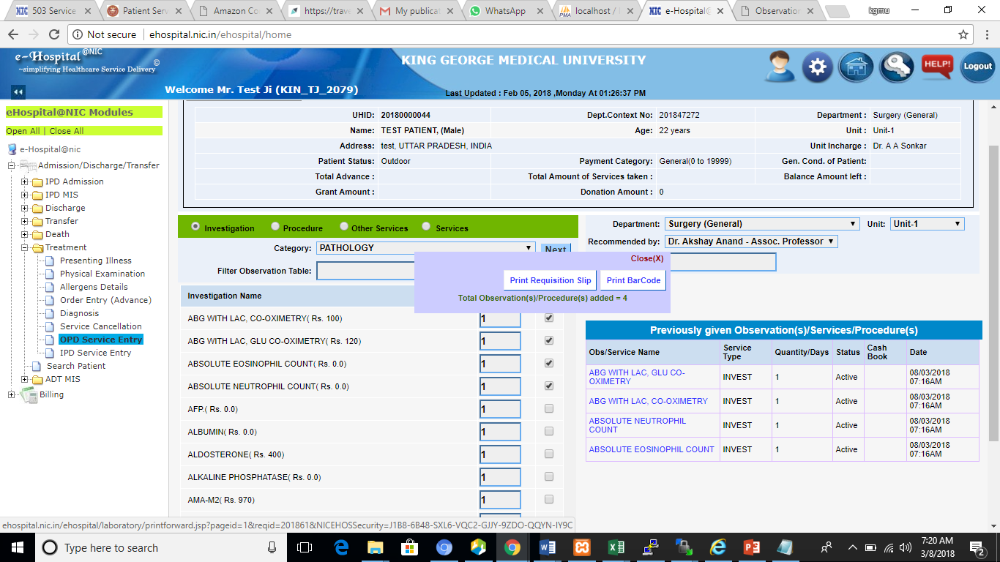 503 Service
Patient Serv
Amazon Co
https://trave
My publicat
WhatsApp
localhost /
e-Hospital@
Observation
kgmu
Not secure | ehospital.nic.in/ehospital/home
e-Hospital @NIC ©
~simplifying Healthcare Service Delivery
KING GEORGE MEDICAL UNIVERSITY
HELP!
Logout
Welcome Mr. Test Ji (KIN_TJ_2079)
Last Updated : Feb 05, 2018 ,Monday At 01:26:37 PM
eHospital@NIC Modules
Open All | Close All
e-Hospital@nic
Admission/Discharge/Transfer
IPD Admission
IPD MIS
Discharge
Transfer
Death
Treatment
Presenting Illness
Physical Examination
Allergens Details
Order Entry (Advance)
Diagnosis
Service Cancellation
OPD Service Entry
IPD Service Entry
Search Patient
ADT MIS
Billing
UHID: 20180000044 Dept.Context No: 201847272 Department : Surgery (General)
Name: TEST PATIENT, (Male) Age: 22 years Unit : Unit-1
Address: test, UTTAR PRADESH, INDIA Unit Incharge : Dr. A A Sonkar
Patient Status: Outdoor Payment Category: General(0 to 19999) Gen. Cond. of Patient:
Total Advance : Total Amount of Services taken : Balance Amount left :
Grant Amount : Donation Amount : 0
Investigation Procedure Other Services Services
Category: PATHOLOGY Next
Filter Observation Table:
Department: Surgery (General) Unit: Unit-1
Recommended by: Dr. Akshay Anand - Assoc. Professor
Close(X)
Print Requisition Slip Print BarCode
Total Observation(s)/Procedure(s) added = 4
Investigation Name
ABG WITH LAC, CO-OXIMETRY( Rs. 100) 1
ABG WITH LAC, GLU CO-OXIMETRY( Rs. 120) 1
ABSOLUTE EOSINOPHIL COUNT( Rs. 0.0) 1
ABSOLUTE NEUTROPHIL COUNT( Rs. 0.0) 1
AFP.( Rs. 0.0) 1
ALBUMIN( Rs. 0.0) 1
ALDOSTERONE( Rs. 400) 1
ALKALINE PHOSPHATASE( Rs. 0.0) 1
AMA-M2( Rs. 970) 1
Previously given Observation(s)/Services/Procedure(s)
Obs/Service Name Service Type Quantity/Days Status Cash Book Date
ABG WITH LAC, GLU CO-OXIMETRY INVEST 1 Active 08/03/2018 07:16AM
ABG WITH LAC, CO-OXIMETRY INVEST 1 Active 08/03/2018 07:16AM
ABSOLUTE NEUTROPHIL COUNT INVEST 1 Active 08/03/2018 07:16AM
ABSOLUTE EOSINOPHIL COUNT INVEST 1 Active 08/03/2018 07:16AM
ehospital.nic.in/ehospital/laboratory/printforward.jsp?pageid=1&reqid=201861&NICEHOSSecurity=J1B8-6B48-SXL6-VQC2-GJJY-9ZDO-QQYN-IY9C
Type here to search
7:20 AM
3/8/2018
2